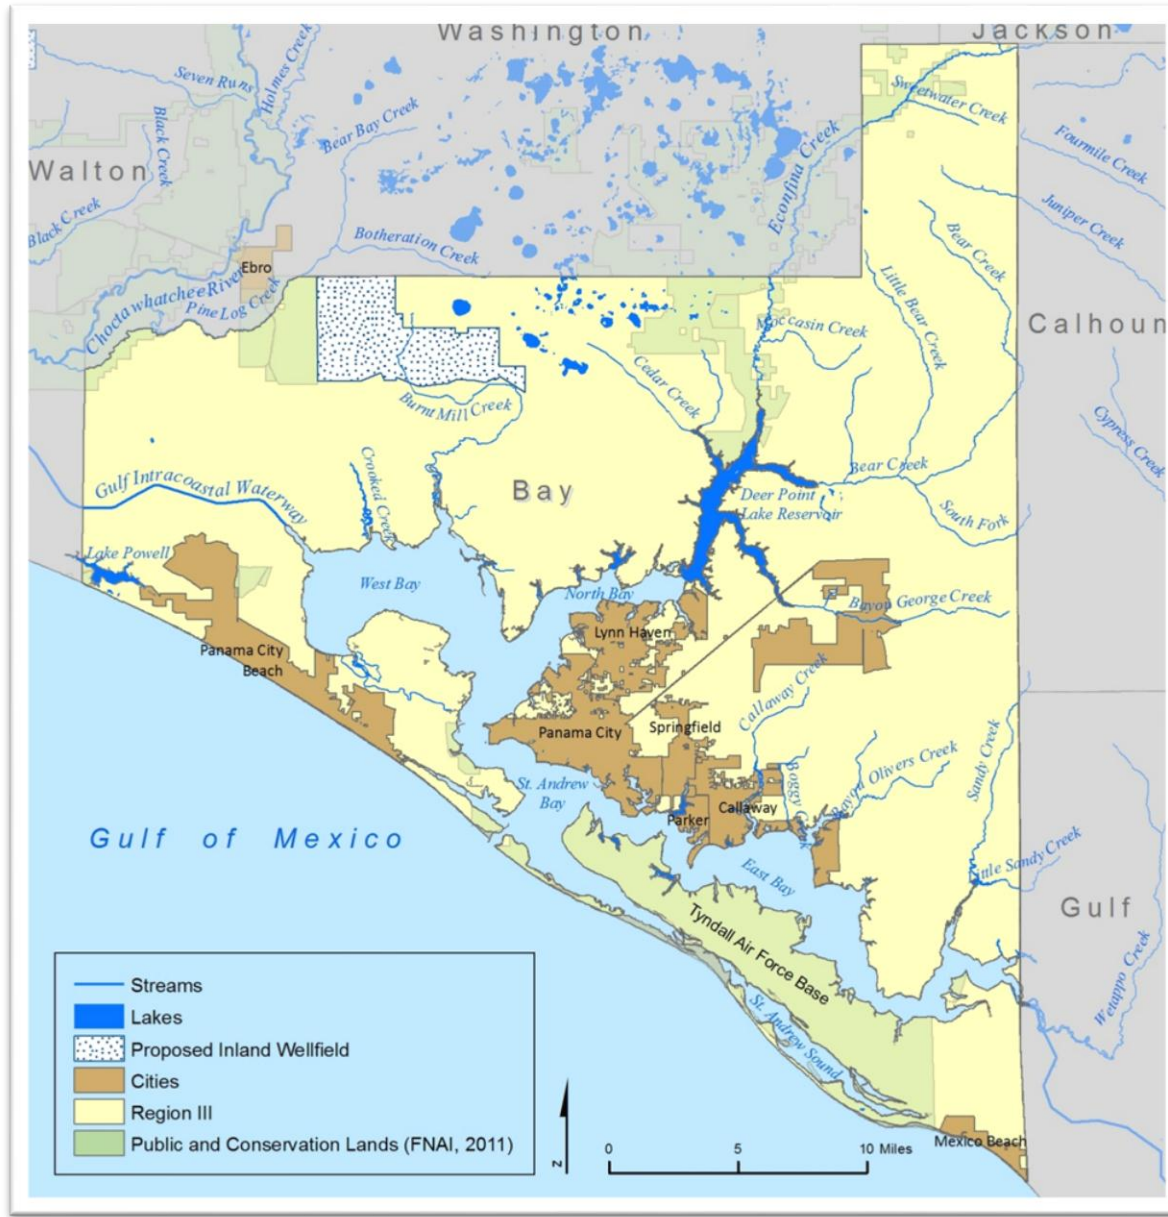 Washington
Jackson
Seven Runs
Holmes Creek
Sweetwater Creek
Black Creek
Bear Bay Creek
Econfina Creek
Fourmile Creek
Walton
Black Creek
Juniper Creek
Botheration Creek
Bear Creek
Ebro
Choctawhatchee River
Pine Log Creek
Little Bear Creek
Calhoun
Moccasin Creek
Cedar Creek
Burnt Mill Creek
Cypress Creek
Gulf Intracoastal Waterway
Crooked Creek
Bay
Bear Creek
Deer Point
Lake Reservoir
South Fork
Lake Powell
West Bay
North Bay
Bayou George Creek
Lynn Haven
Panama City
Beach
Callaway Creek
Panama City
Springfield
Sandy Creek
Bayou Olivers Creek
St. Andrew
Bay
Boggy Creek
Callaway
Parker
Gulf of Mexico
East Bay
Little Sandy Creek
Gulf
Tyndall Air Force Base
Wetappo Creek
St. Andrew Sound
Streams
Lakes
Proposed Inland Wellfield
Cities
Region III
Public and Conservation Lands (FNAI, 2011)
N
0 5 10 Miles
Mexico Beach